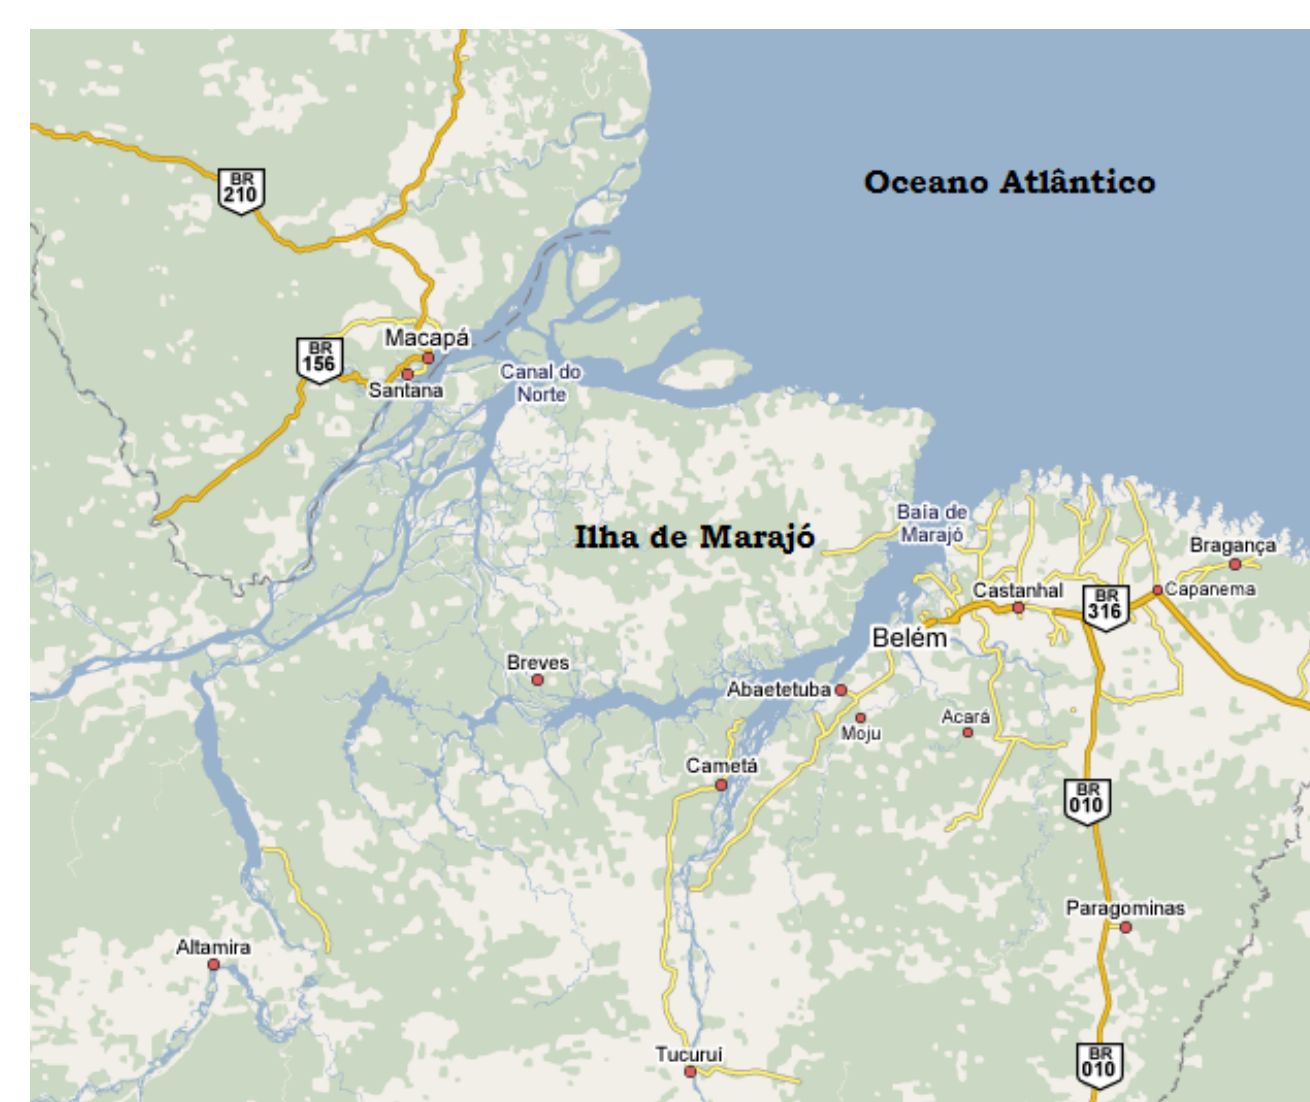 Oceano Atlântico
BR
210
Macapá
BR
156
Santana
Canal do
Norte
Ilha de Marajó
Baía de
Marajó
Bragança
Castanhal
BR
316
Capanema
Belém
Breves
Abaetetuba
Moju
Acará
Cametá
BR
010
Paragominas
Altamira
Tucuruí
BR
010